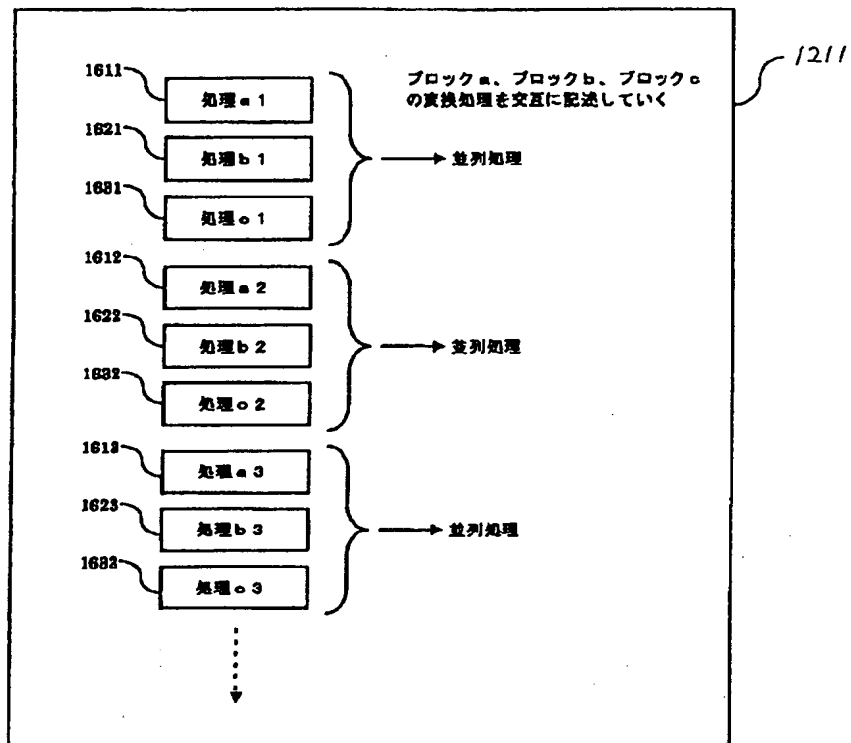 1211
ブロックa、ブロックb、ブロックc
の変換処理を交互に記述していく
1611
処理a1
1621
処理b1
並列処理
1631
処理c1
1612
処理a2
1622
処理b2
並列処理
1632
処理c2
1613
処理a3
1623
処理b3
並列処理
1632
処理c3